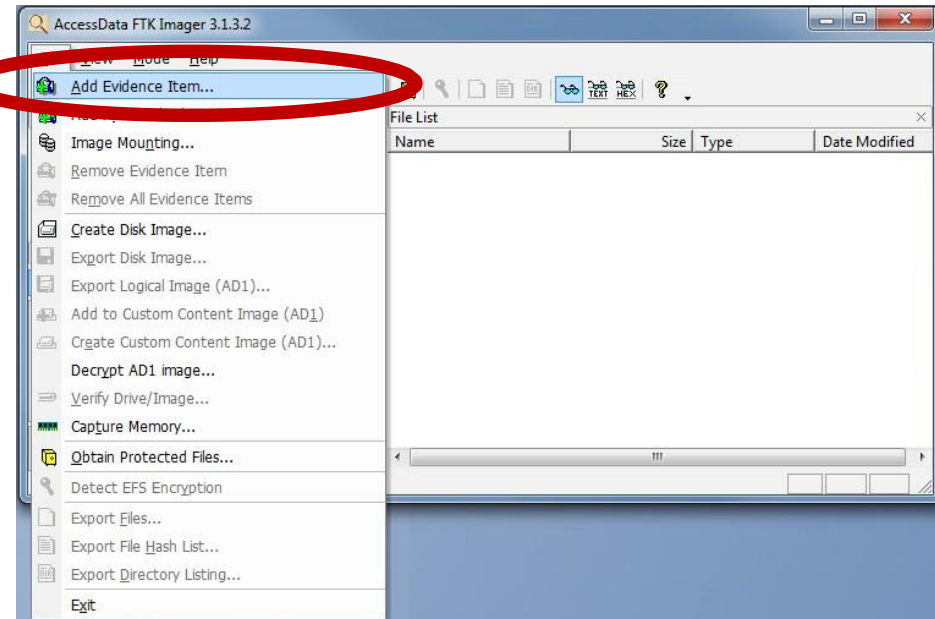 AccessData FTK Imager 3.1.3.2
View Mode Help
Add Evidence Item...
TEXT HEX
File List
Name Size Type Date Modified
Image Mounting...
Remove Evidence Item
Remove All Evidence Items
Create Disk Image...
Export Disk Image...
Export Logical Image (AD1)...
Add to Custom Content Image (AD1)
Create Custom Content Image (AD1)...
Decrypt AD1 image...
Verify Drive/Image...
Capture Memory...
Obtain Protected Files...
Detect EFS Encryption
Export Files...
Export File Hash List...
Export Directory Listing...
Exit